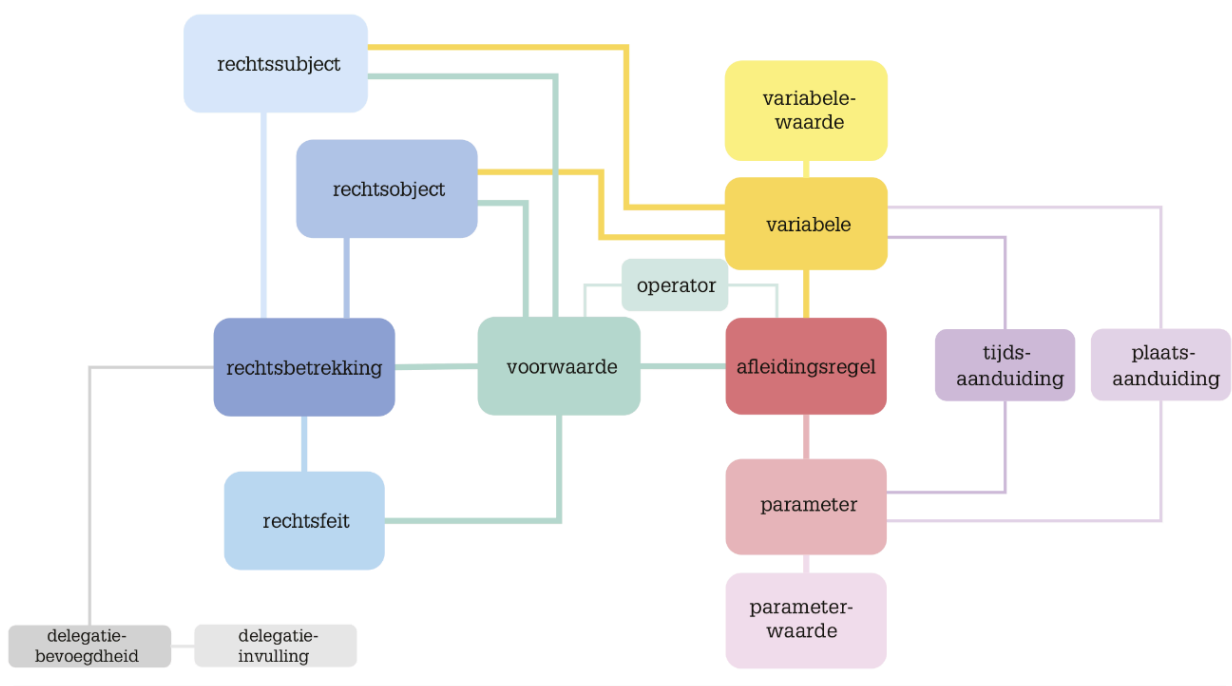 rechtssubject
variabele-
waarde
rechtsobject
variabele
operator
rechtsbetrekking
voorwaarde
afleidingsregel
tijds-
aanduiding
plaats-
aanduiding
rechtsfeit
parameter
parameter-
waarde
delegatie-
bevoegdheid
delegatie-
invulling